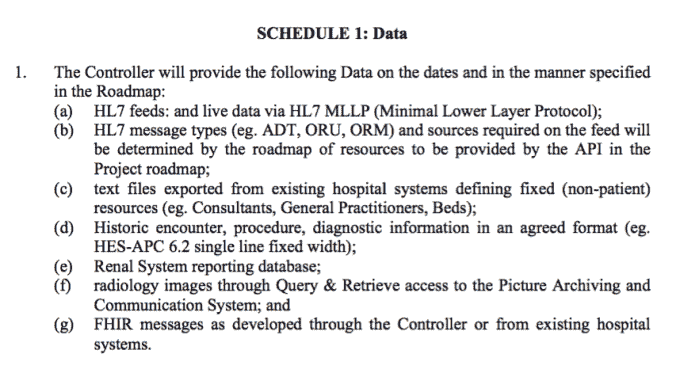 SCHEDULE 1: Data
1. The Controller will provide the following Data on the dates and in the manner specified
in the Roadmap:
(a) HL7 feeds: and live data via HL7 MLLP (Minimal Lower Layer Protocol);
(b) HL7 message types (eg. ADT, ORU, ORM) and sources required on the feed will
be determined by the roadmap of resources to be provided by the API in the
Project roadmap;
(c) text files exported from existing hospital systems defining fixed (non-patient)
resources (eg. Consultants, General Practitioners, Beds);
(d) Historic encounter, procedure, diagnostic information in an agreed format (eg.
HES-APC 6.2 single line fixed width);
(e) Renal System reporting database;
(f) radiology images through Query & Retrieve access to the Picture Archiving and
Communication System; and
(g) FHIR messages as developed through the Controller or from existing hospital
systems.